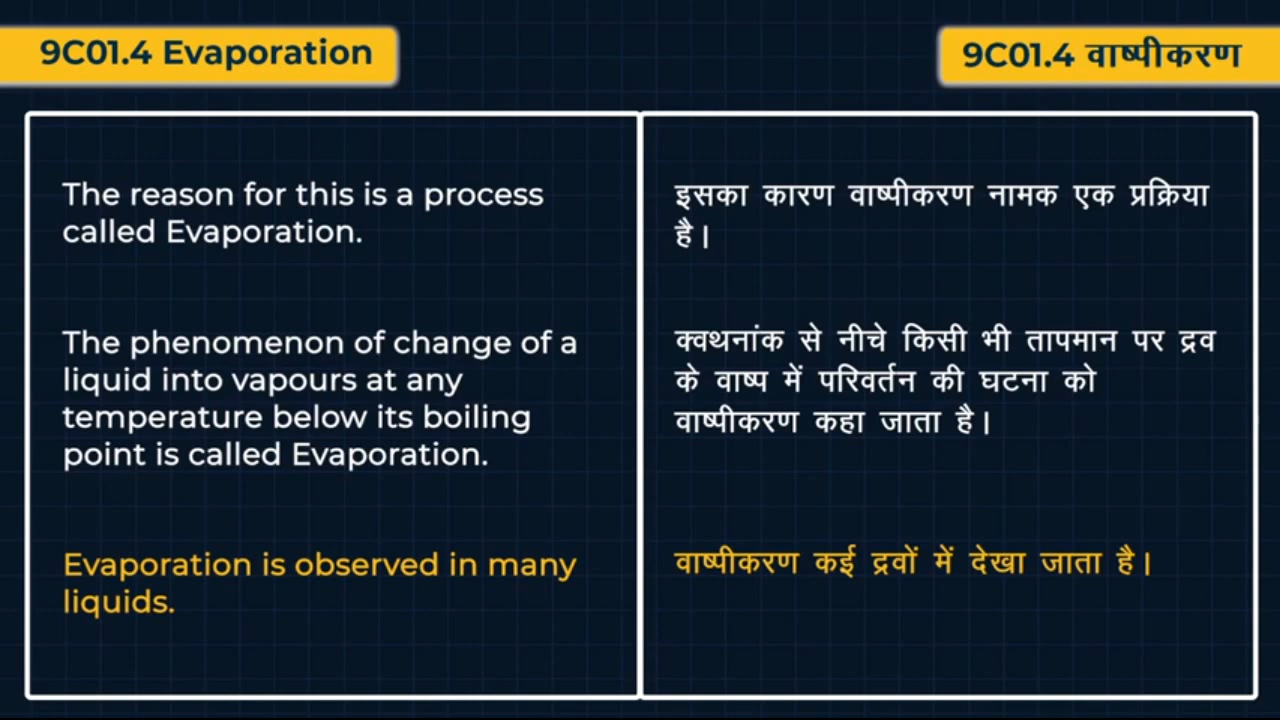 9C01.4 Evaporation
9C01.4 वाष्पीकरण
The reason for this is a process
called Evaporation.
The phenomenon of change of a
liquid into vapours at any
temperature below its boiling
point is called Evaporation.
Evaporation is observed in many
liquids.
इसका कारण वाष्पीकरण नामक एक प्रक्रिया
है।
क्वथनांक से नीचे किसी भी तापमान पर द्रव
के वाष्प में परिवर्तन की घटना को
वाष्पीकरण कहा जाता है।
वाष्पीकरण कई द्रवों में देखा जाता है।